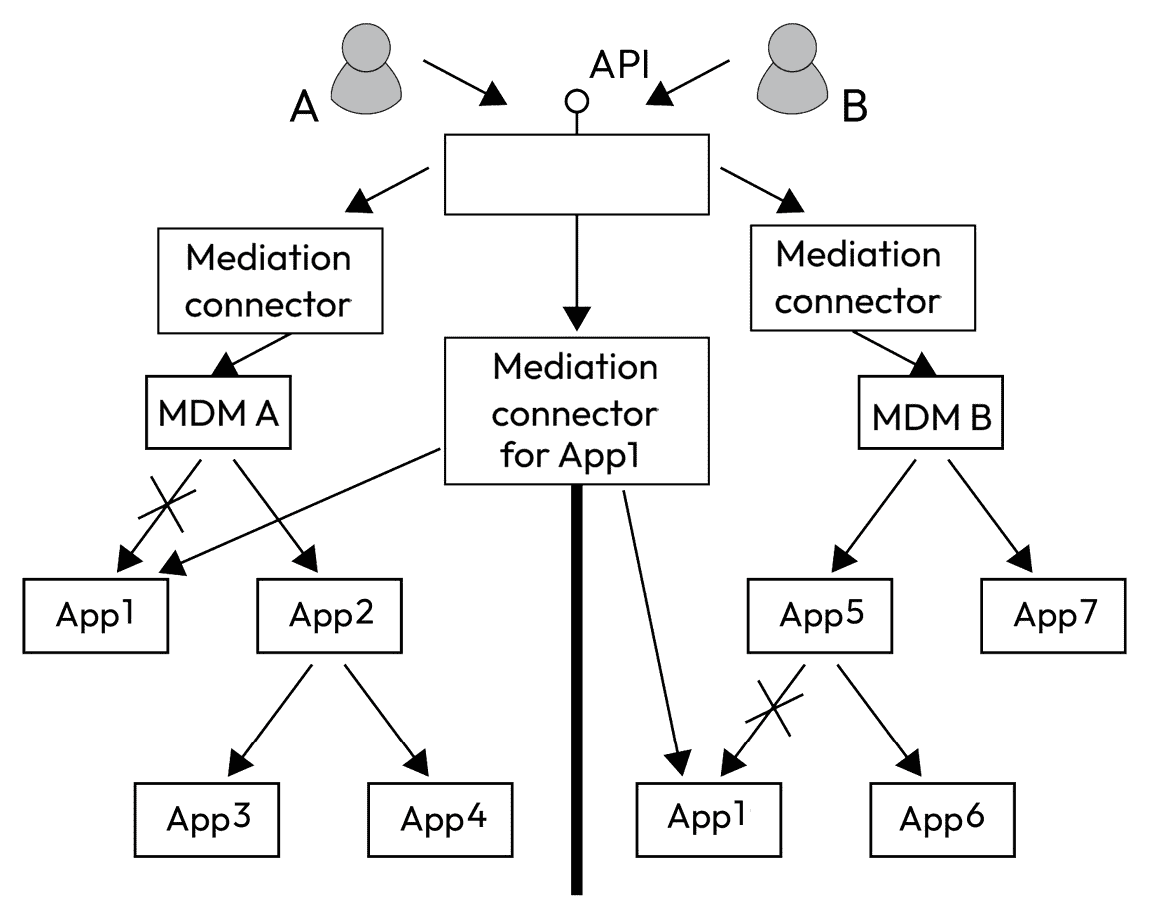 API
A
B
Mediation
connector
Mediation
connector
Mediation
connector
for App1
MDM A
MDM B
App1
App2
App5
App7
App3
App4
App1
App6